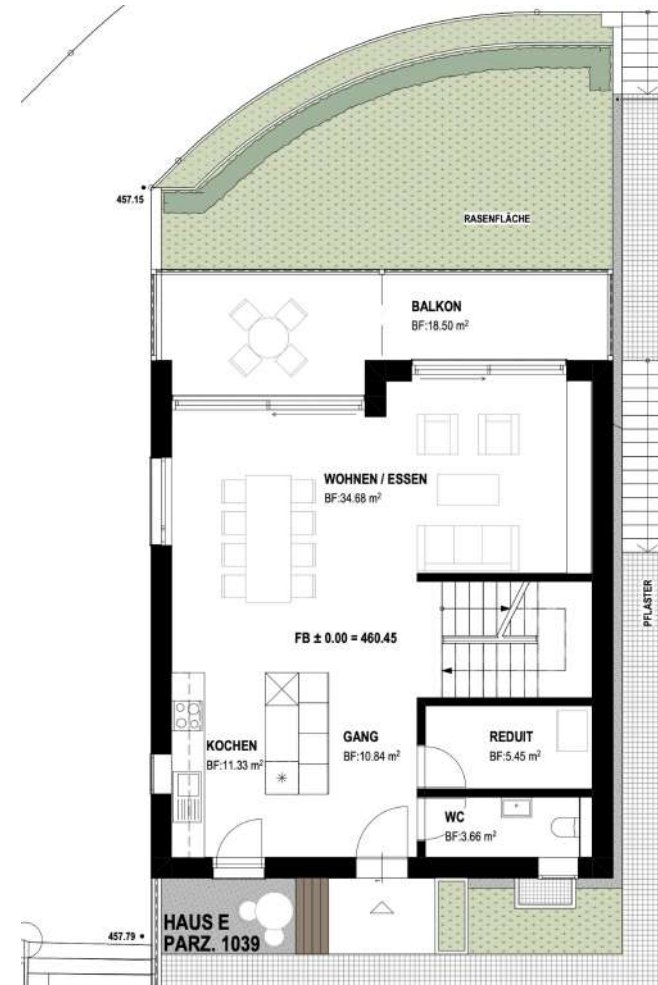 457.15
RASENFLÄCHE
BALKON
BF:18.50 m²
WOHNEN / ESSEN
BF:34.68 m²
PFLASTER
FB ± 0.00 = 460.45
KOCHEN
BF:11.33 m²
GANG
BF:10.84 m²
REDUIT
BF:5.45 m²
WC
BF:3.66 m²
HAUS E
PARZ. 1039
457.79